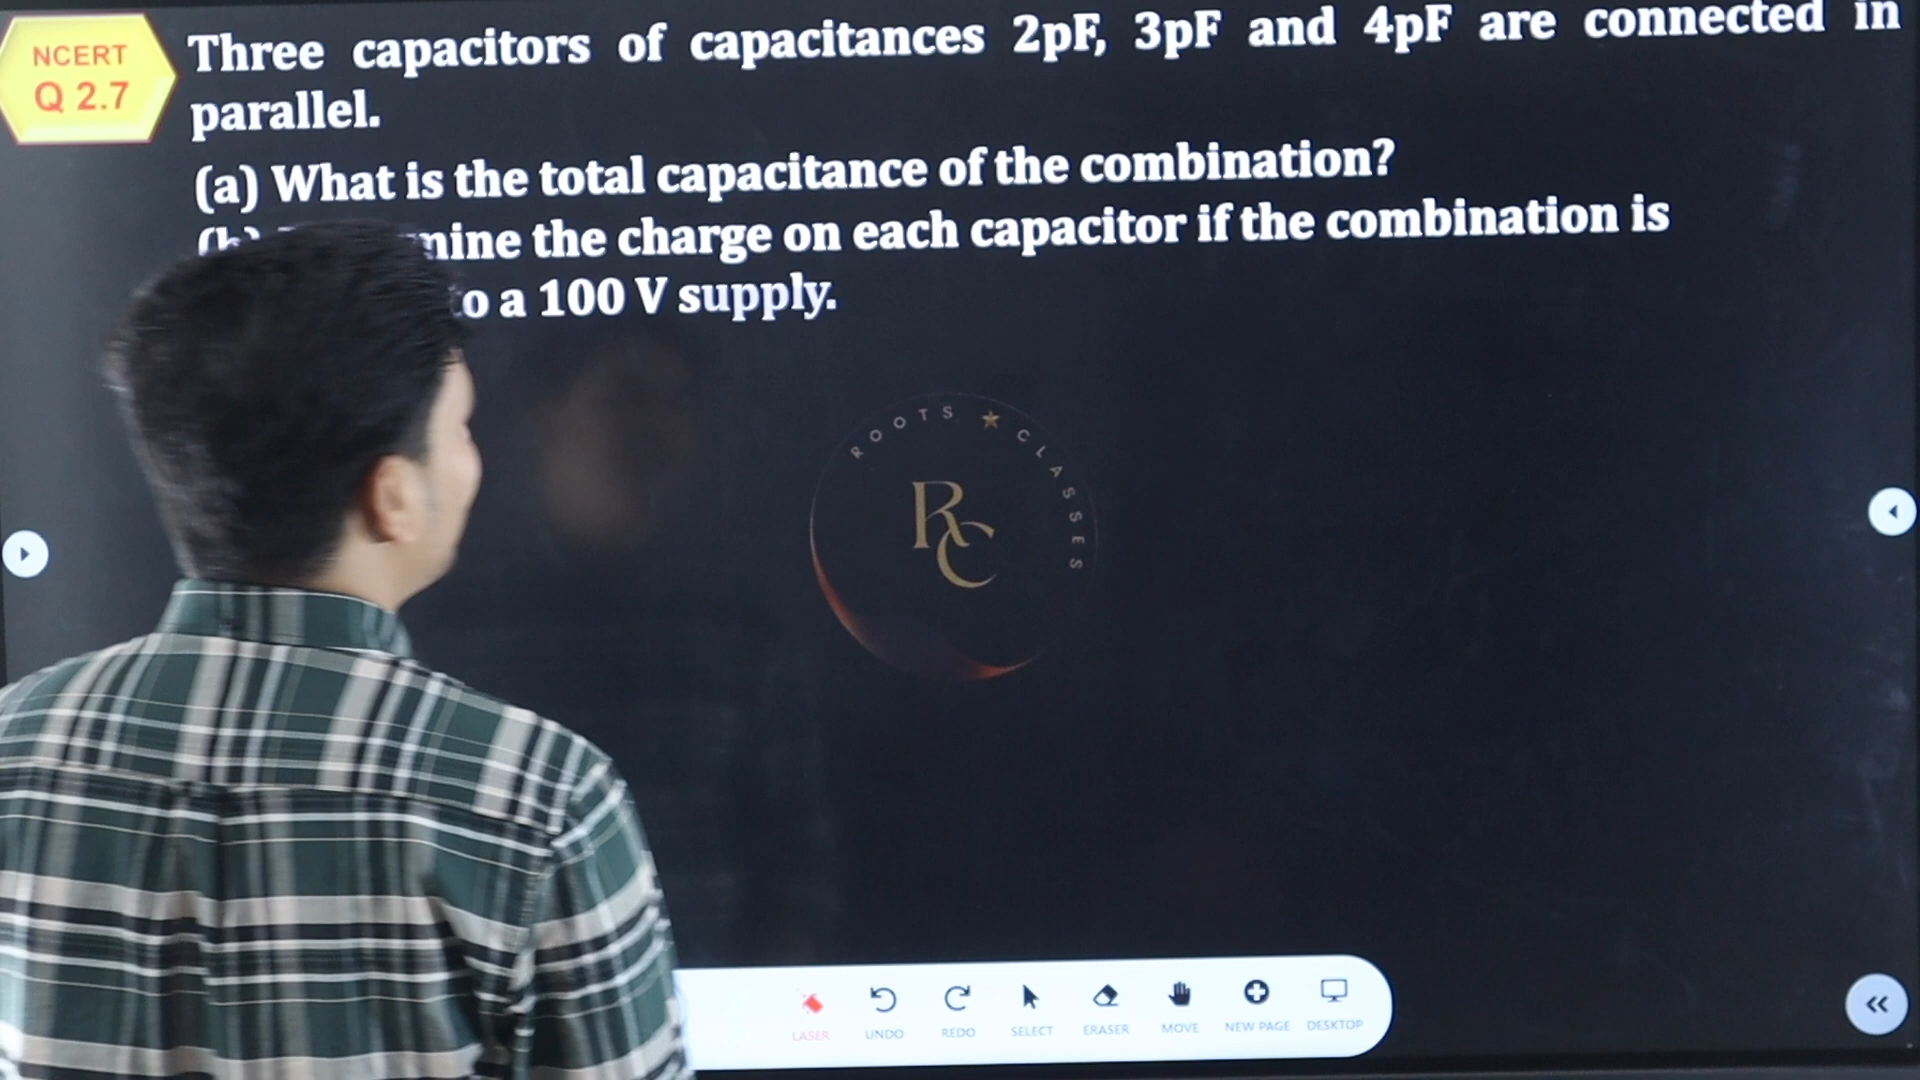 NCERT
Q 2.7
Three capacitors of capacitances 2pF, 3pF and 4pF are connected in
parallel.
(a) What is the total capacitance of the combination?
the charge on each capacitor if the combination is
a 100 V supply.
ROOTS CLASSES
RC
LASER UNDO REDO SELECT ERASER MOVE NEW PAGE DESKTOP